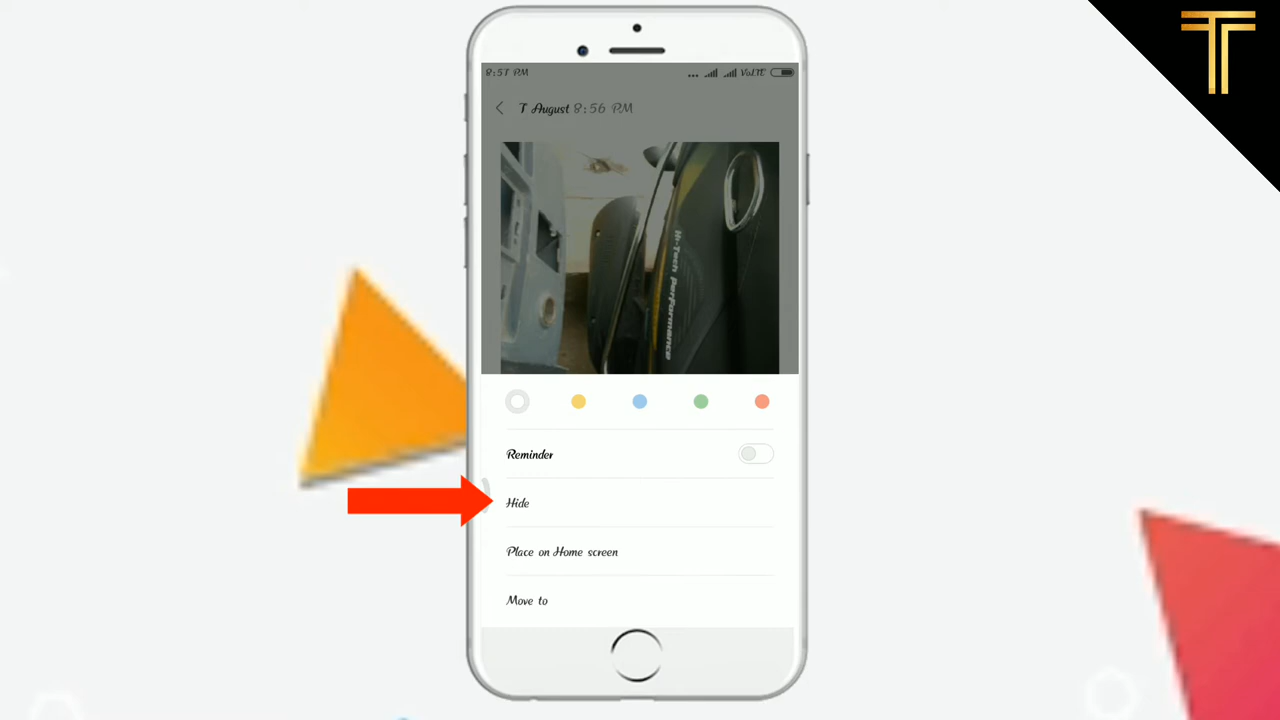 8:57 PM
VoLTE
7 August 8:56 PM
Hi-Tech performance
Reminder
Hide
Place on Home screen
Move to